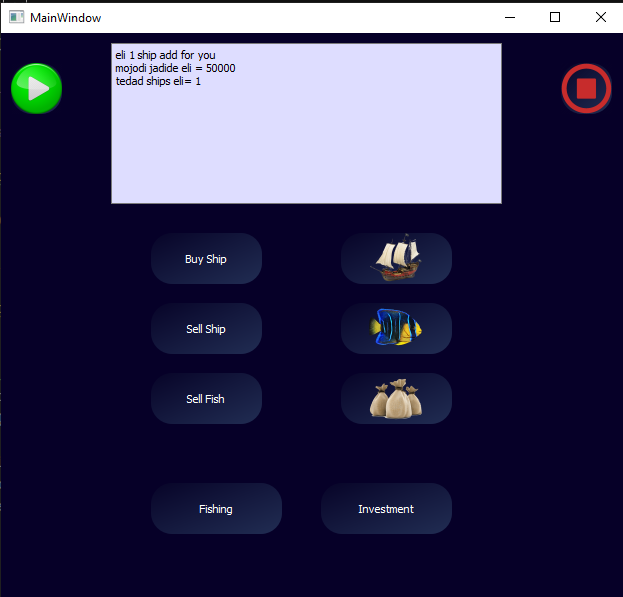 MainWindow
eli 1 ship add for you
mojodi jadide eli = 50000
tedad ships eli= 1
Buy Ship
Sell Ship
Sell Fish
Fishing
Investment